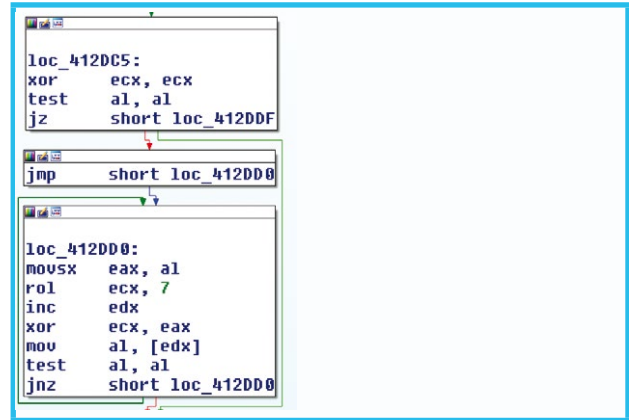 loc_412DC5:
xor ecx, ecx
test al, al
jz short loc_412DDF
jmp short loc_412DD0
loc_412DD0:
movsx eax, al
rol ecx, 7
inc edx
xor ecx, eax
mov al, [edx]
test al, al
jnz short loc_412DD0